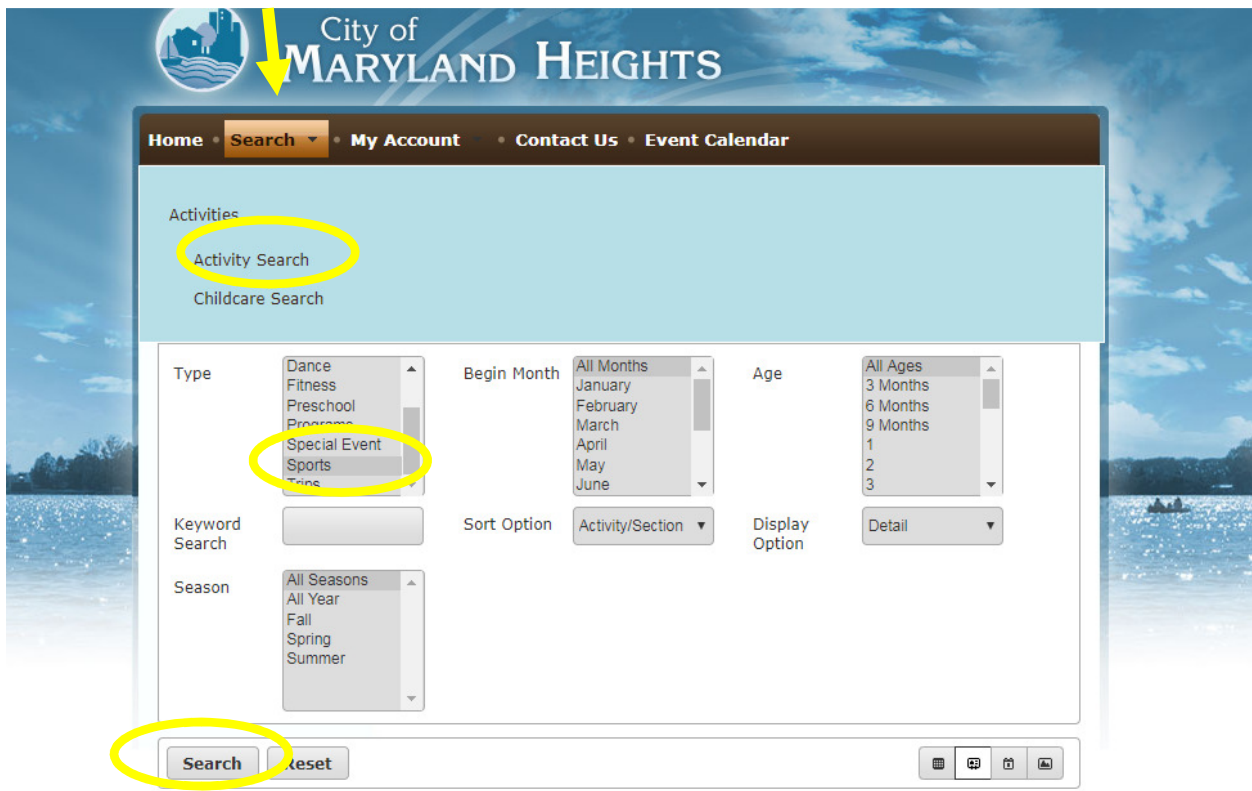 City of
MARYLAND HEIGHTS
Home • Search • My Account • Contact Us • Event Calendar
Activities
Activity Search
Childcare Search
Type
Dance
Fitness
Preschool
Programs
Special Event
Sports
Trips
Begin Month
All Months
January
February
March
April
May
June
Age
All Ages
3 Months
6 Months
9 Months
1
2
3
Keyword
Search
Sort Option
Activity/Section
Display
Option
Detail
Season
All Seasons
All Year
Fall
Spring
Summer
Search
Reset